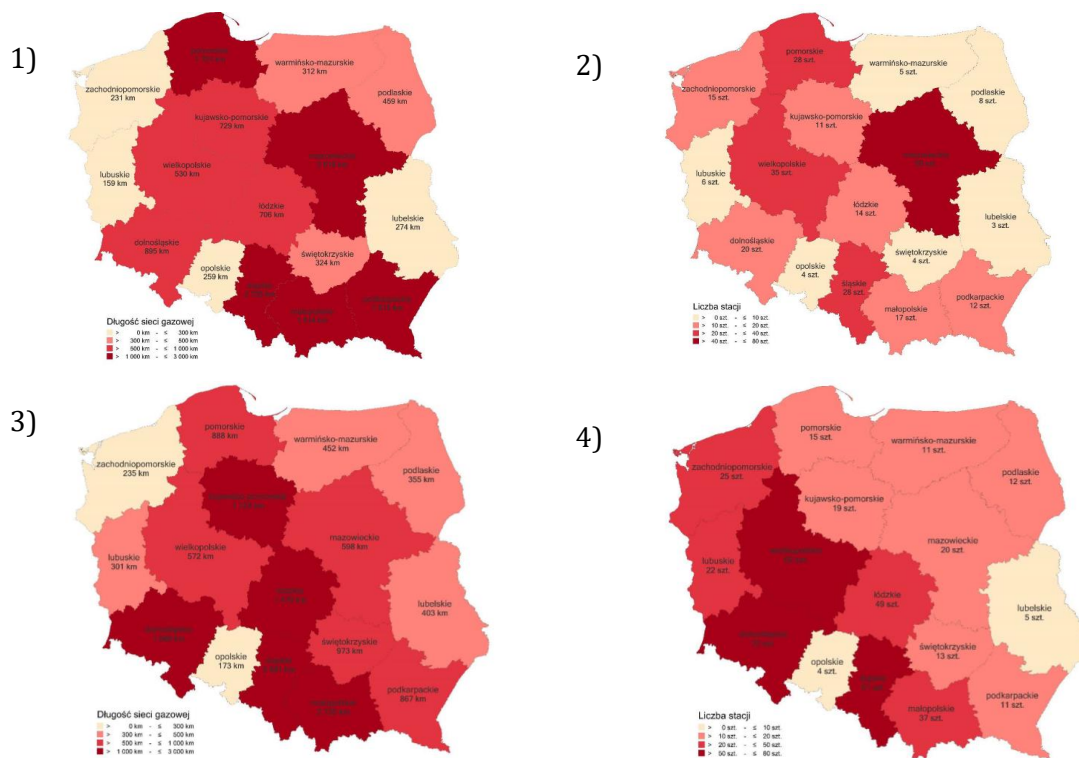 1)
warmińsko-mazurskie
312 km
zachodniopomorskie
231 km
podlaskie
459 km
kujawsko-pomorskie
729 km
wielkopolskie
530 km
lubuskie
159 km
łódzkie
706 km
lubelskie
274 km
dolnośląskie
895 km
opolskie
259 km
świętokrzyskie
324 km
Długość sieci gazowej
> 0 km - ≤ 300 km
> 300 km - ≤ 500 km
> 500 km - ≤ 1 000 km
> 1 000 km - ≤ 3 000 km
2)
pomorskie
28 szt.
warmińsko-mazurskie
5 szt.
zachodniopomorskie
15 szt.
podlaskie
8 szt.
kujawsko-pomorskie
11 szt.
wielkopolskie
35 szt.
lubuskie
6 szt.
łódzkie
14 szt.
lubelskie
3 szt.
dolnośląskie
20 szt.
opolskie
4 szt.
świętokrzyskie
4 szt.
śląskie
26 szt.
małopolskie
17 szt.
podkarpackie
12 szt.
Liczba stacji
> 0 szt. - ≤ 10 szt.
> 10 szt. - ≤ 20 szt.
> 20 szt. - ≤ 40 szt.
> 40 szt. - ≤ 80 szt.
3)
pomorskie
888 km
warmińsko-mazurskie
452 km
zachodniopomorskie
235 km
podlaskie
355 km
mazowieckie
598 km
wielkopolskie
572 km
lubuskie
301 km
lubelskie
403 km
świętokrzyskie
973 km
opolskie
173 km
podkarpackie
867 km
Długość sieci gazowej
> 0 km - ≤ 300 km
> 300 km - ≤ 500 km
> 500 km - ≤ 1 000 km
> 1 000 km - ≤ 3 000 km
4)
pomorskie
15 szt.
warmińsko-mazurskie
11 szt.
zachodniopomorskie
25 szt.
podlaskie
12 szt.
kujawsko-pomorskie
19 szt.
mazowieckie
20 szt.
lubuskie
22 szt.
łódzkie
49 szt.
lubelskie
5 szt.
opolskie
4 szt.
świętokrzyskie
13 szt.
małopolskie
37 szt.
podkarpackie
11 szt.
Liczba stacji
> 0 szt. - ≤ 10 szt.
> 10 szt. - ≤ 20 szt.
> 20 szt. - ≤ 50 szt.
> 50 szt. - ≤ 80 szt.